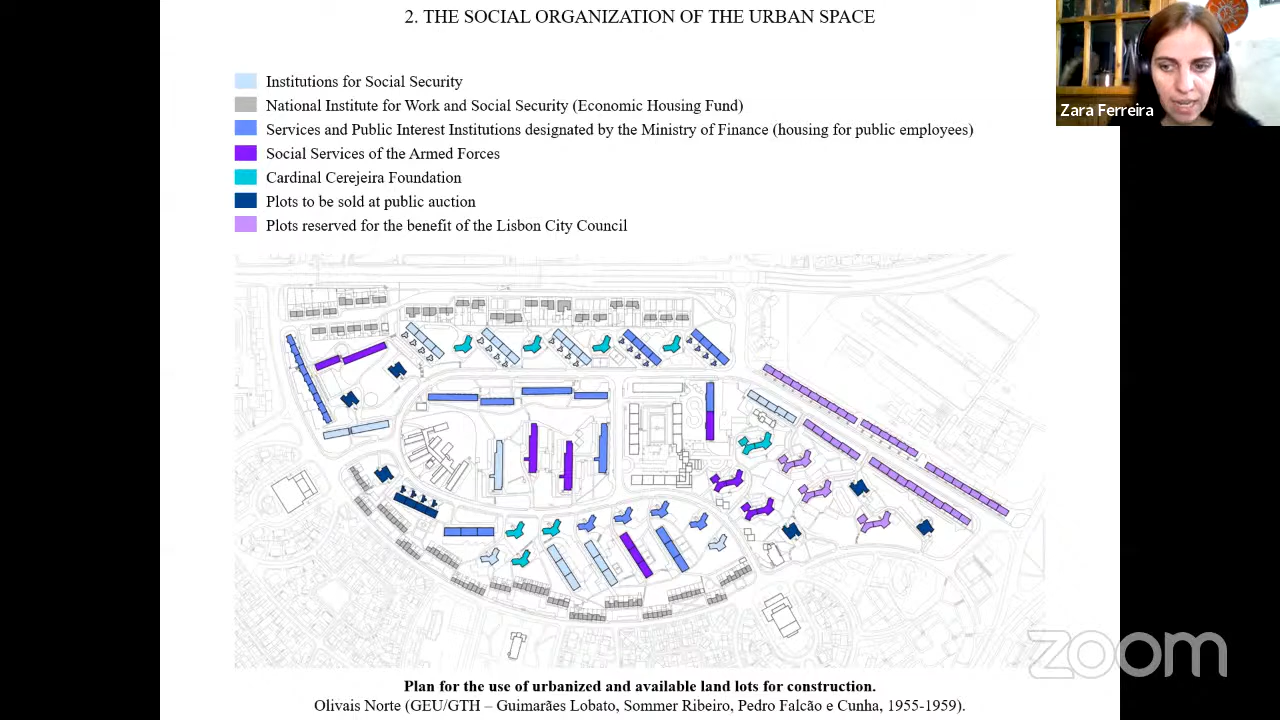 2. THE SOCIAL ORGANIZATION OF THE URBAN SPACE
Zara Ferreira
Institutions for Social Security
National Institute for Work and Social Security (Economic Housing Fund)
Services and Public Interest Institutions designated by the Ministry of Finance (housing for public employees)
Social Services of the Armed Forces
Cardinal Cerejeira Foundation
Plots to be sold at public auction
Plots reserved for the benefit of the Lisbon City Council
zoom
Plan for the use of urbanized and available land lots for construction.
Olivais Norte (GEU/GTH – Guimarães Lobato, Sommer Ribeiro, Pedro Falcão e Cunha, 1955-1959).